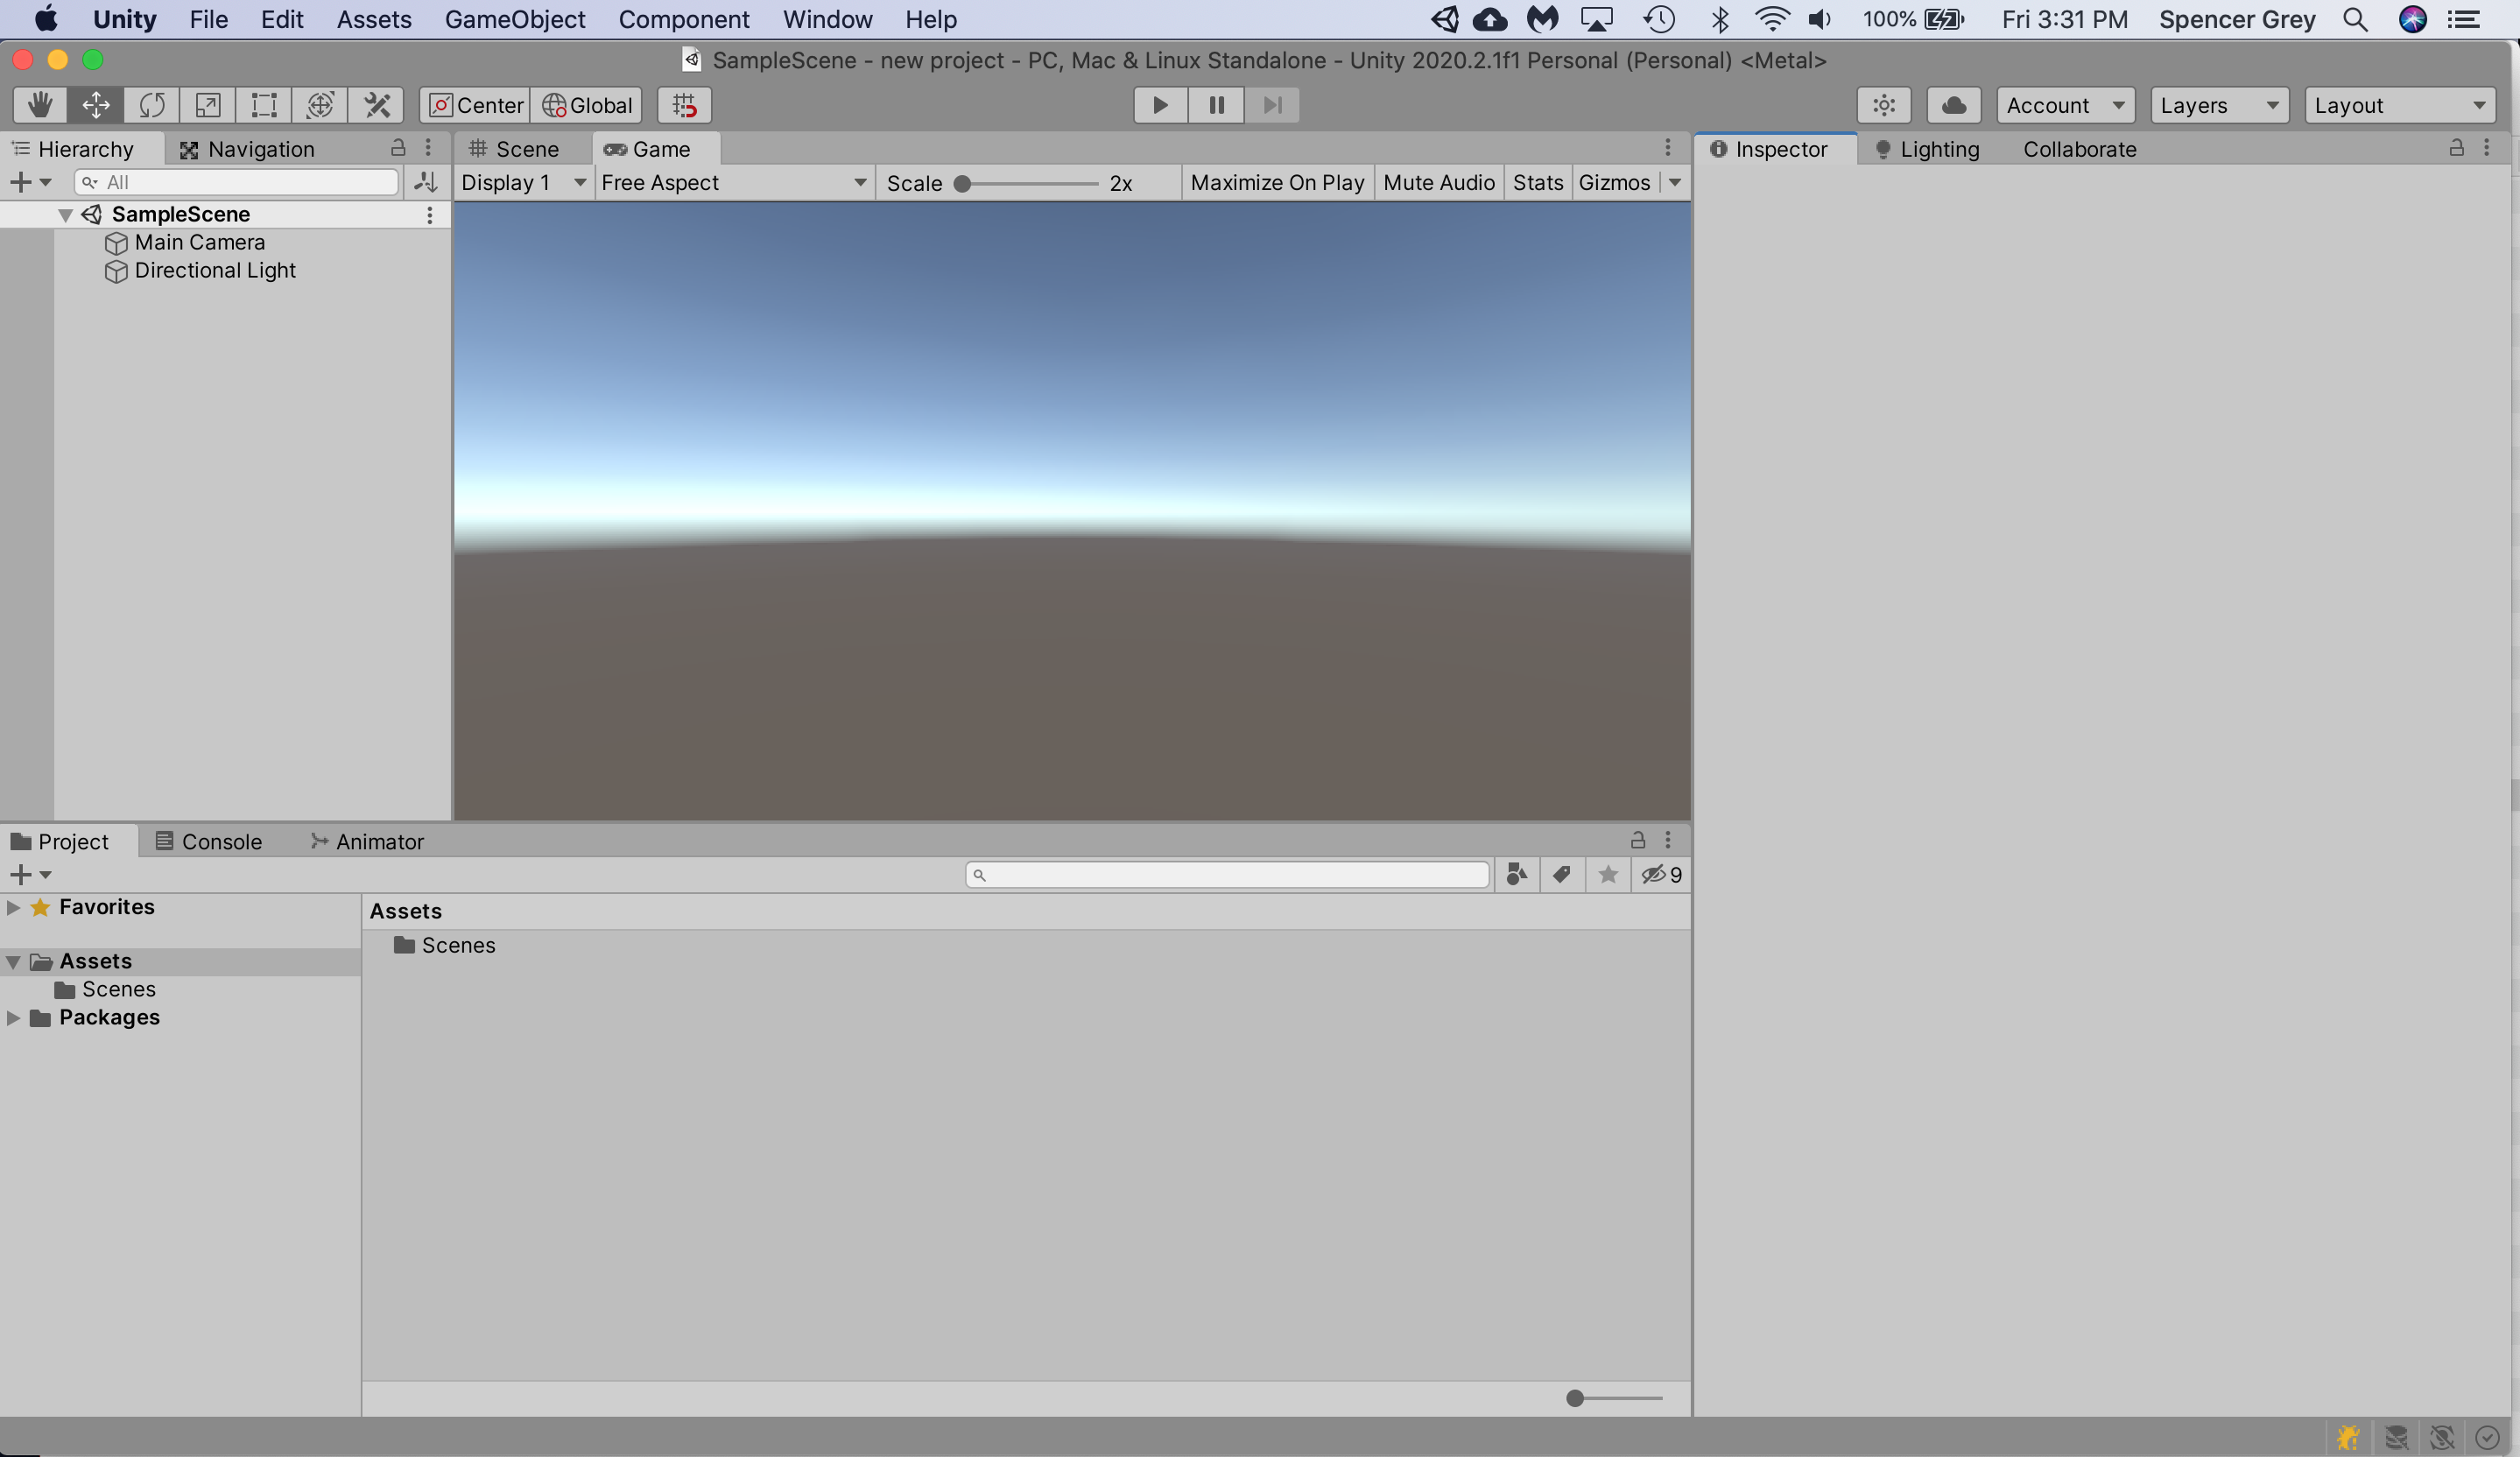 Unity File Edit Assets GameObject Component Window Help 100% Fri 3:31 PM Spencer Grey
SampleScene - new project - PC, Mac & Linux Standalone - Unity 2020.2.1f1 Personal (Personal) <Metal>
Center Global Account Layers Layout
Hierarchy Navigation Scene Game Inspector Lighting Collaborate
All Display 1 Free Aspect Scale 2x Maximize On Play Mute Audio Stats Gizmos
SampleScene
Main Camera
Directional Light
Project Console Animator
9
Favorites
Assets
Scenes
Assets
Scenes
Packages